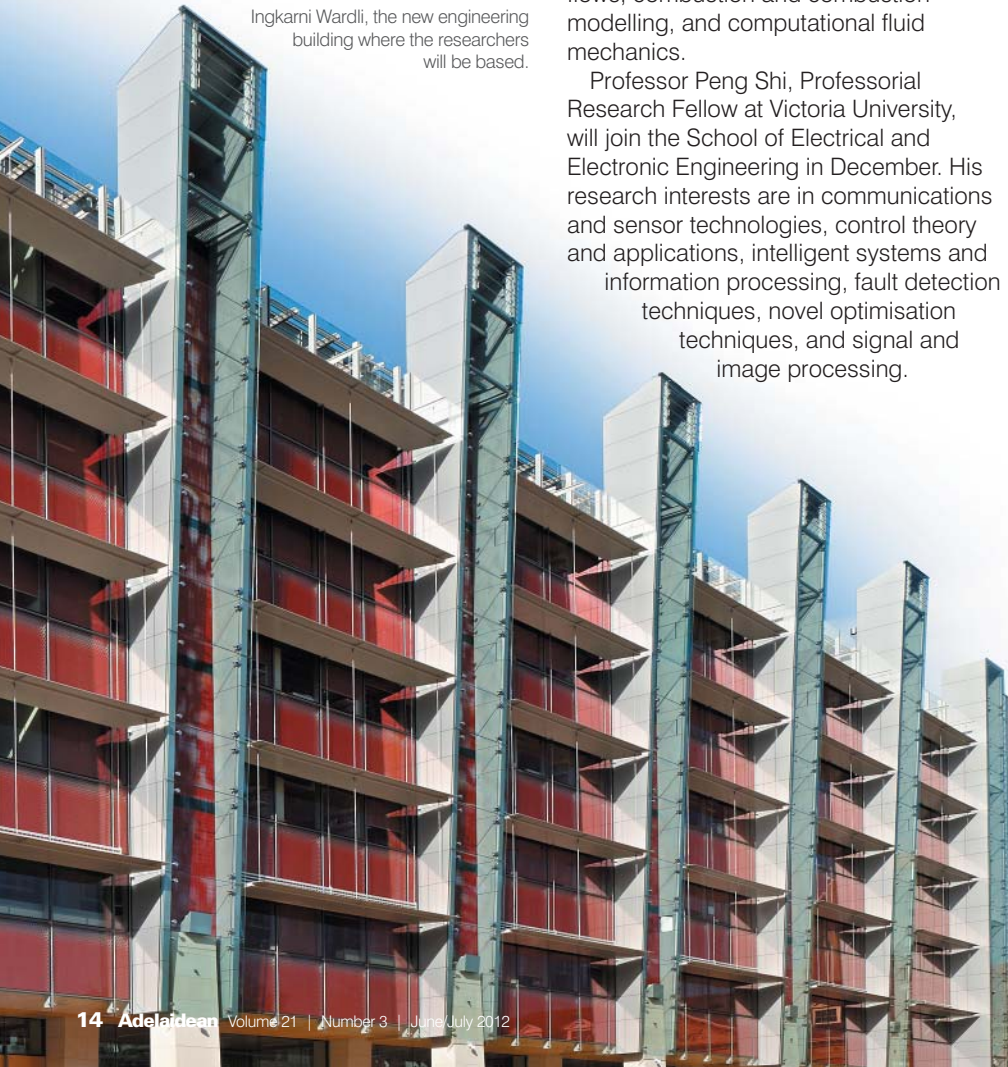 Ingkarni Wardli, the new engineering
building where the researchers
will be based.
flows, combustion and combustion
modelling, and computational fluid
mechanics.
Professor Peng Shi, Professorial
Research Fellow at Victoria University,
will join the School of Electrical and
Electronic Engineering in December. His
research interests are in communications
and sensor technologies, control theory
and applications, intelligent systems and
information processing, fault detection
techniques, novel optimisation
techniques, and signal and
image processing.
14 Adelaidean Volume 21 | Number 3 | June/July 2012